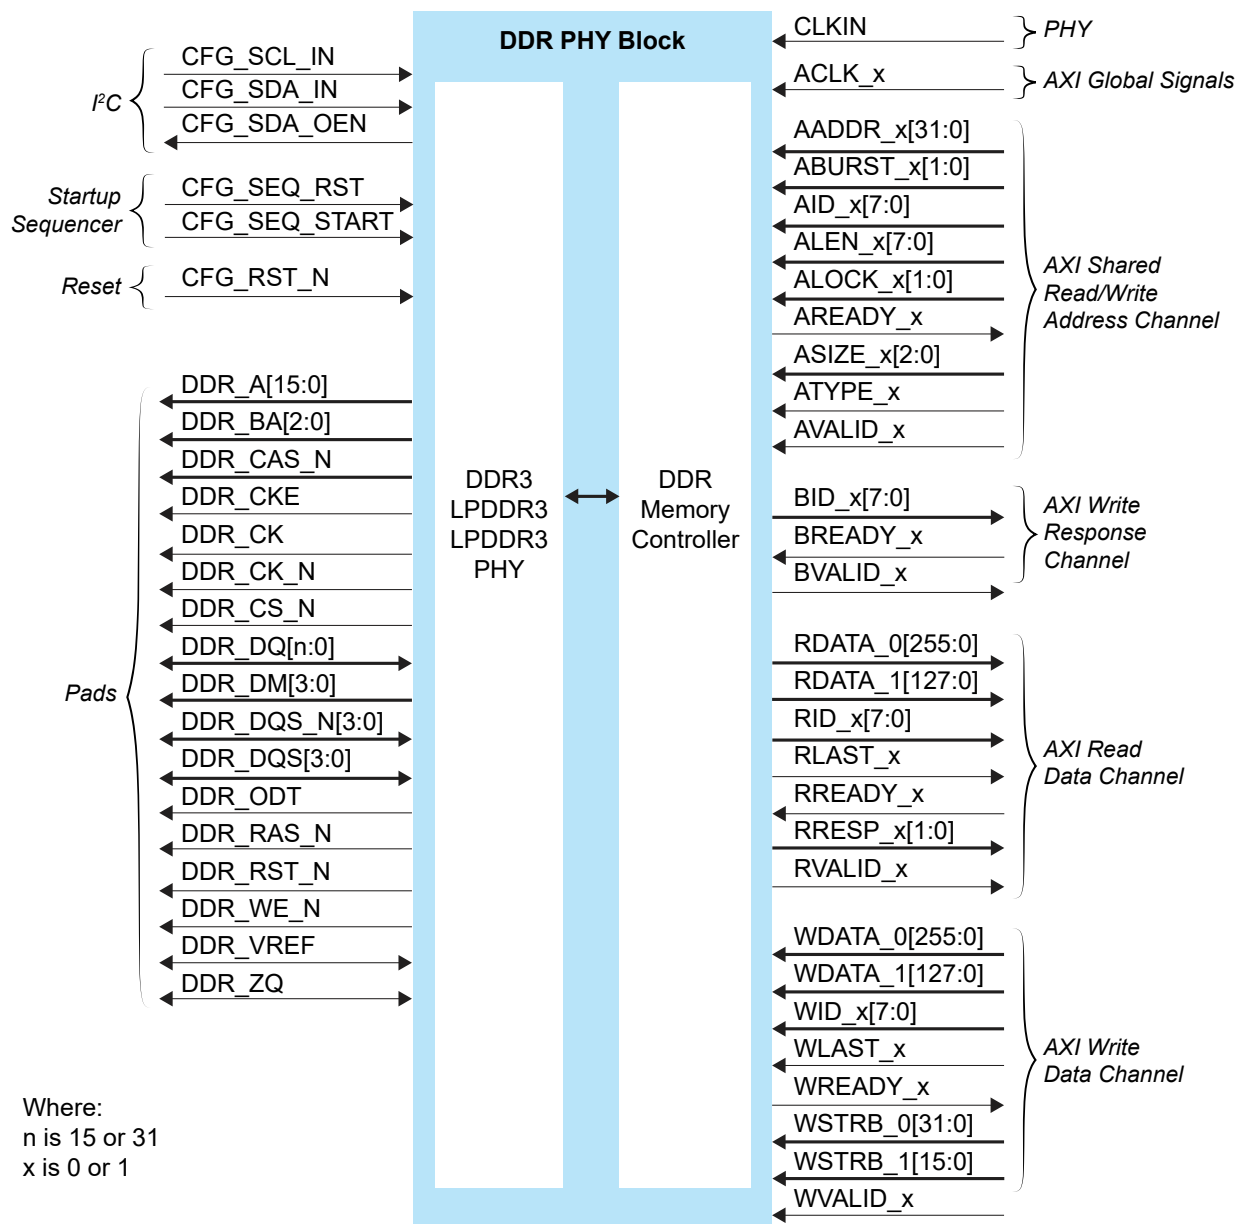 DDR PHY Block
I²C
CFG_SCL_IN
CFG_SDA_IN
CFG_SDA_OEN
Startup
Sequencer
CFG_SEQ_RST
CFG_SEQ_START
Reset
CFG_RST_N
Pads
DDR_A[15:0]
DDR_BA[2:0]
DDR_CAS_N
DDR_CKE
DDR_CK
DDR_CK_N
DDR_CS_N
DDR_DQ[n:0]
DDR_DM[3:0]
DDR_DQS_N[3:0]
DDR_DQS[3:0]
DDR_ODT
DDR_RAS_N
DDR_RST_N
DDR_WE_N
DDR_VREF
DDR_ZQ
DDR3
LPDDR3
LPDDR3
PHY
DDR
Memory
Controller
CLKIN
PHY
ACLK_x
AXI Global Signals
AADDR_x[31:0]
ABURST_x[1:0]
AID_x[7:0]
ALEN_x[7:0]
ALOCK_x[1:0]
AREADY_x
ASIZE_x[2:0]
ATYPE_x
AVALID_x
AXI Shared
Read/Write
Address Channel
BID_x[7:0]
BREADY_x
BVALID_x
AXI Write
Response
Channel
RDATA_0[255:0]
RDATA_1[127:0]
RID_x[7:0]
RLAST_x
RREADY_x
RRESP_x[1:0]
RVALID_x
AXI Read
Data Channel
WDATA_0[255:0]
WDATA_1[127:0]
WID_x[7:0]
WLAST_x
WREADY_x
WSTRB_0[31:0]
WSTRB_1[15:0]
WVALID_x
AXI Write
Data Channel
Where:
n is 15 or 31
x is 0 or 1